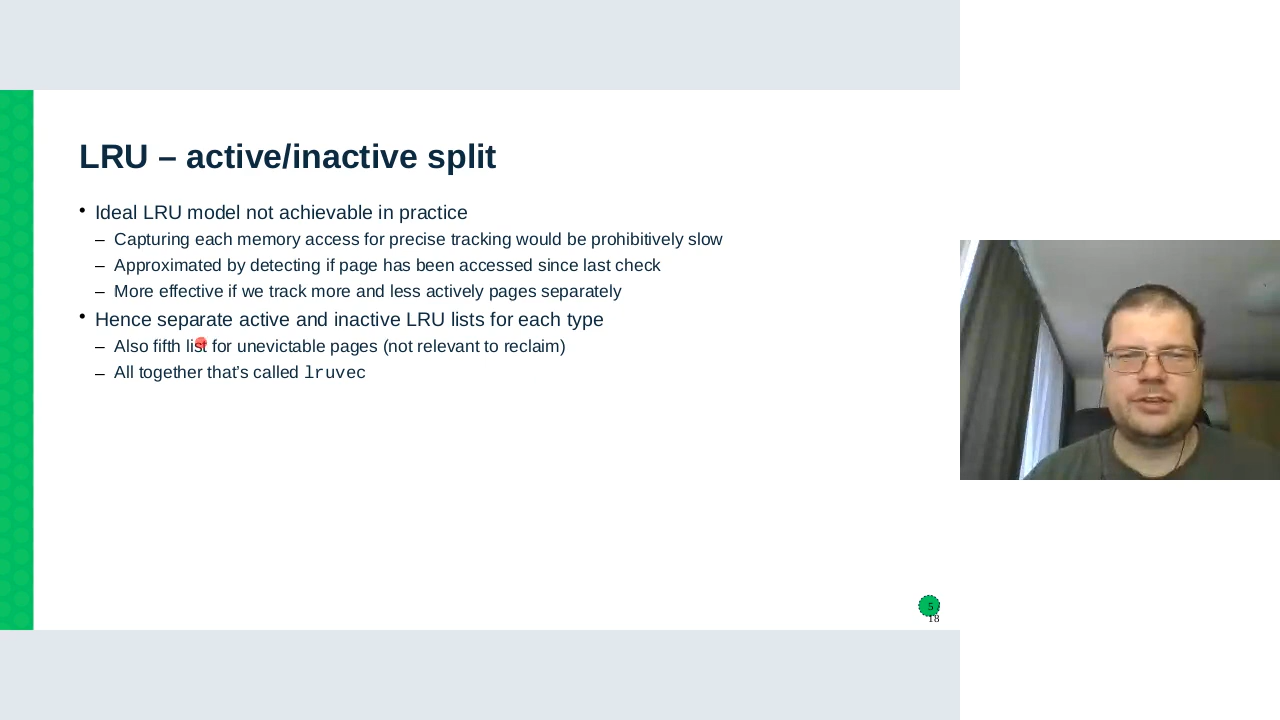 LRU – active/inactive split
• Ideal LRU model not achievable in practice
– Capturing each memory access for precise tracking would be prohibitively slow
– Approximated by detecting if page has been accessed since last check
– More effective if we track more and less actively pages separately
• Hence separate active and inactive LRU lists for each type
– Also fifth list for unevictable pages (not relevant to reclaim)
– All together that's called lruvec
5
18